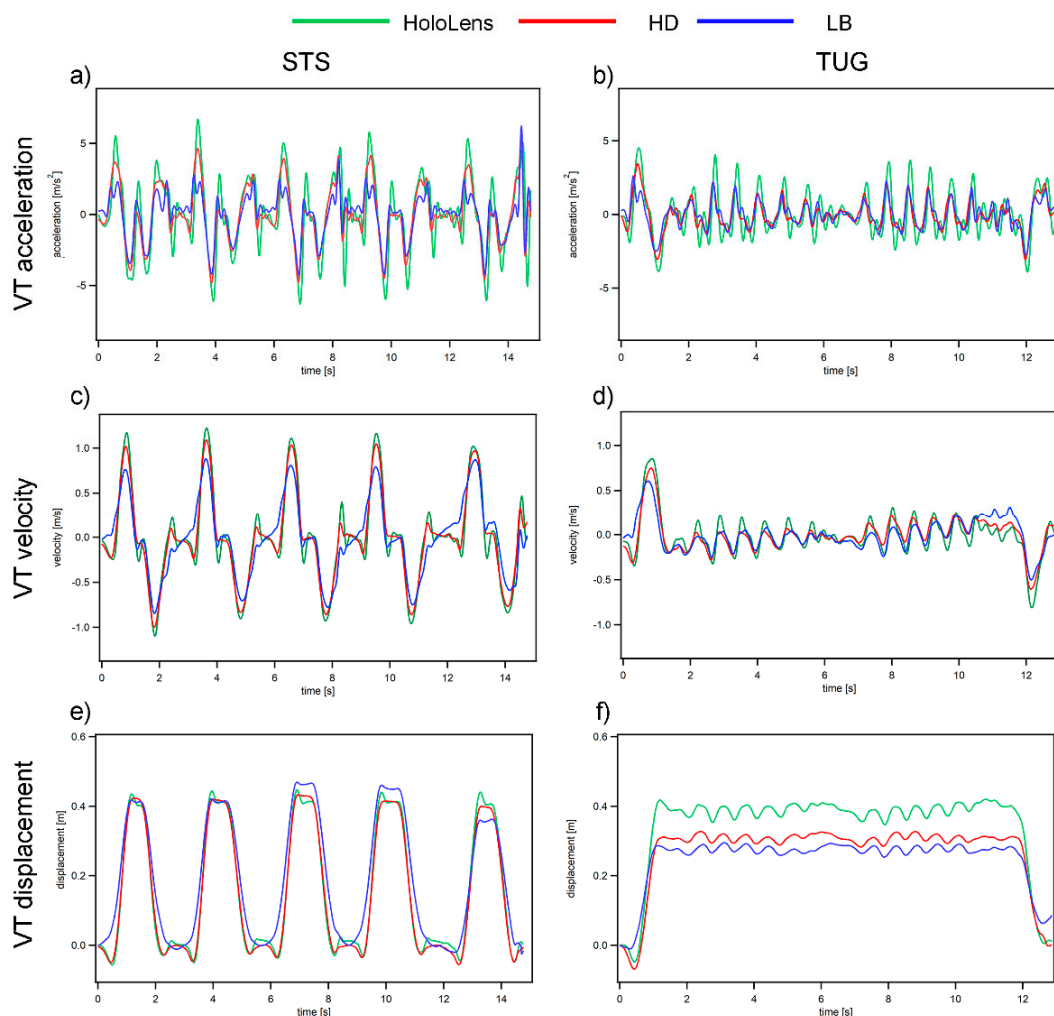 HoloLens HD LB
STS TUG
a) b)
VT acceleration
acceleration [m/s²]
5
0
-5
0 2 4 6 8 10 12 14
time [s]
acceleration [m/s²]
5
0
-5
0 2 4 6 8 10 12
time [s]
c) d)
VT velocity
velocity [m/s]
1.0
0.5
0.0
-0.5
-1.0
0 2 4 6 8 10 12 14
time [s]
velocity [m/s]
1.0
0.5
0.0
-0.5
-1.0
0 2 4 6 8 10 12
time [s]
e) f)
VT displacement
displacement [m]
0.6
0.4
0.2
0.0
0 2 4 6 8 10 12 14
time [s]
displacement [m]
0.6
0.4
0.2
0.0
0 2 4 6 8 10 12
time [s]